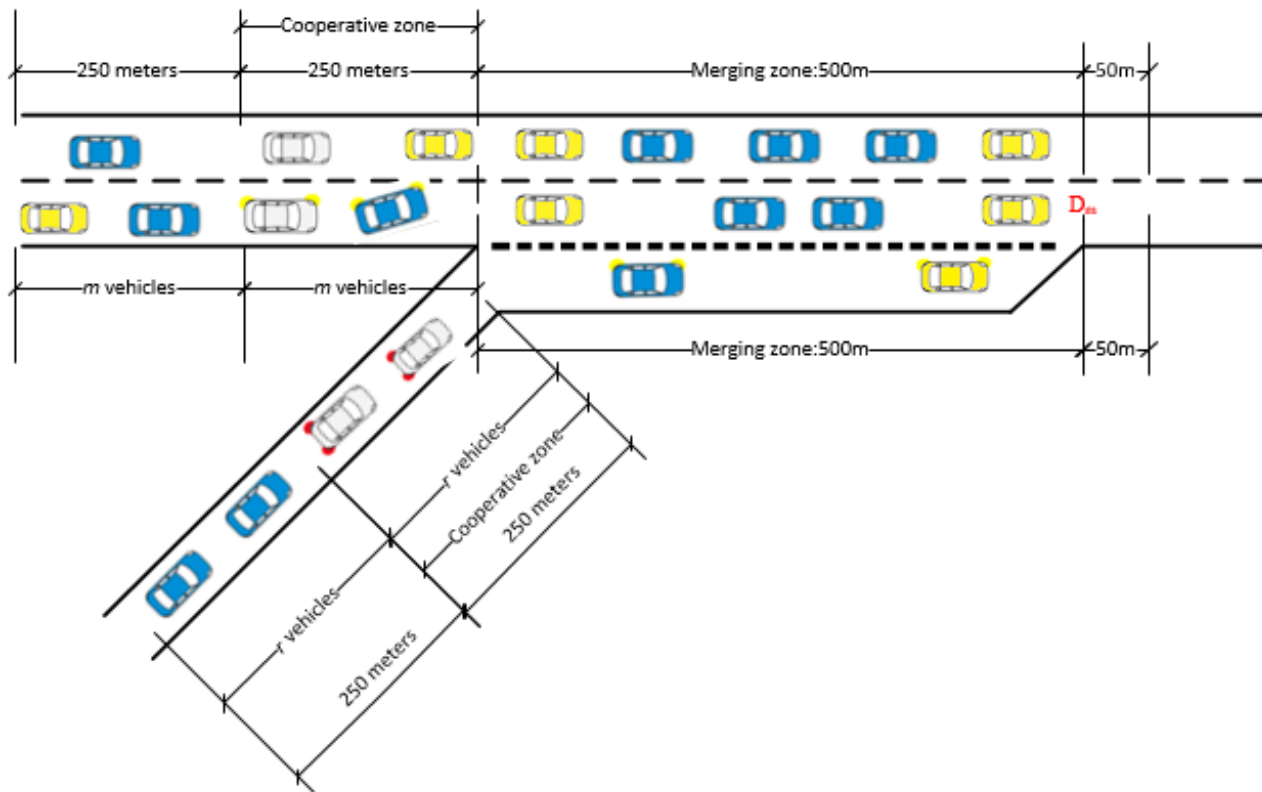 Cooperative zone
250 meters
250 meters
Merging zone:500m
50m
Dm
m vehicles
m vehicles
Merging zone:500m
50m
r vehicles
Cooperative zone
250 meters
r vehicles
250 meters